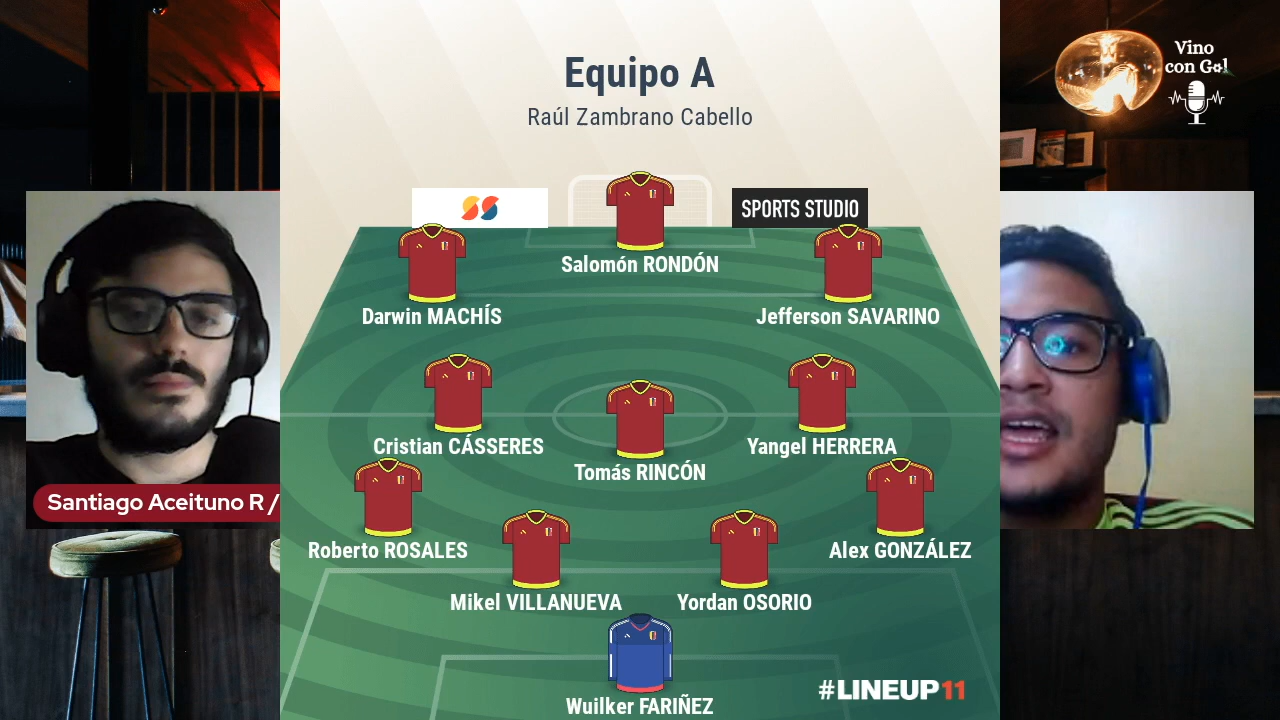 Equipo A
Raúl Zambrano Cabello
Vino
con Gol
SPORTS STUDIO
Salomón RONDÓN
Darwin MACHÍS
Jefferson SAVARINO
Cristian CÁSSERES
Yangel HERRERA
Tomás RINCÓN
Santiago Aceituno R /
Roberto ROSALES
Alex GONZÁLEZ
Mikel VILLANUEVA
Yordan OSORIO
#LINEUP11
Wuilker FARIÑEZ